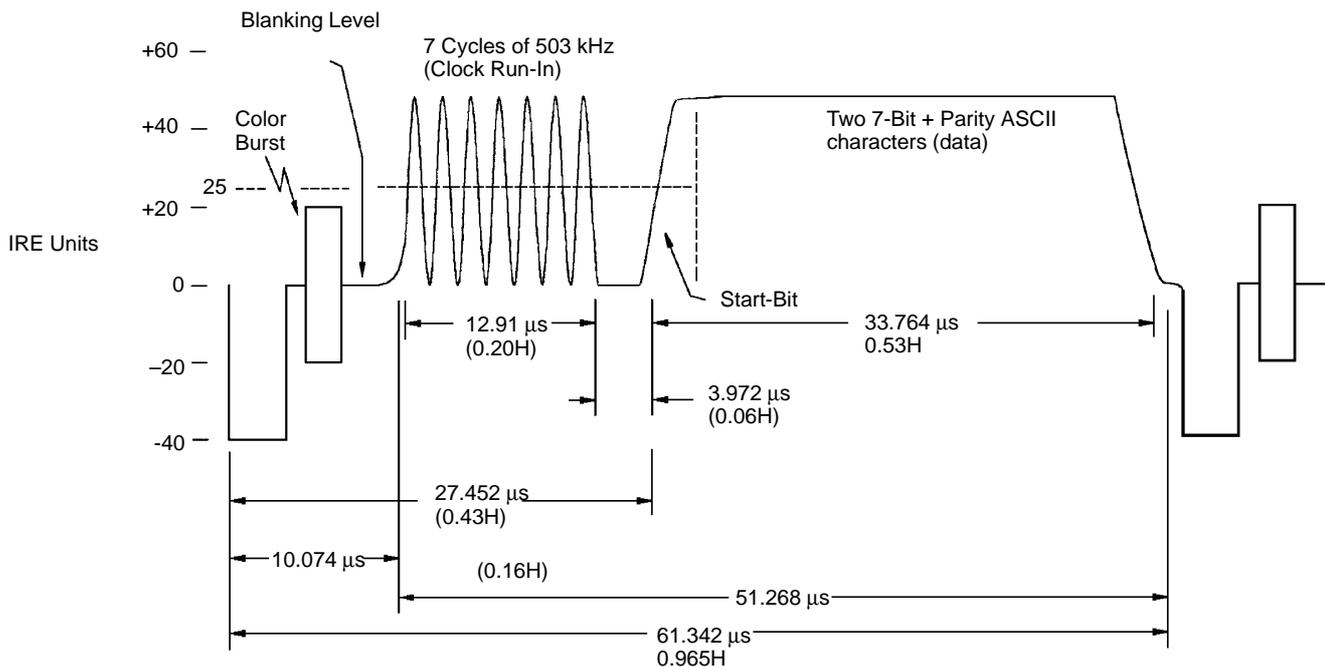 Blanking Level
+60
7 Cycles of 503 kHz
(Clock Run-In)
+40
Color
Burst
Two 7-Bit + Parity ASCII
characters (data)
25
+20
IRE Units
0
Start-Bit
12.91 μs
(0.20H)
33.764 μs
0.53H
–20
3.972 μs
(0.06H)
-40
27.452 μs
(0.43H)
10.074 μs
(0.16H)
51.268 μs
61.342 μs
0.965H